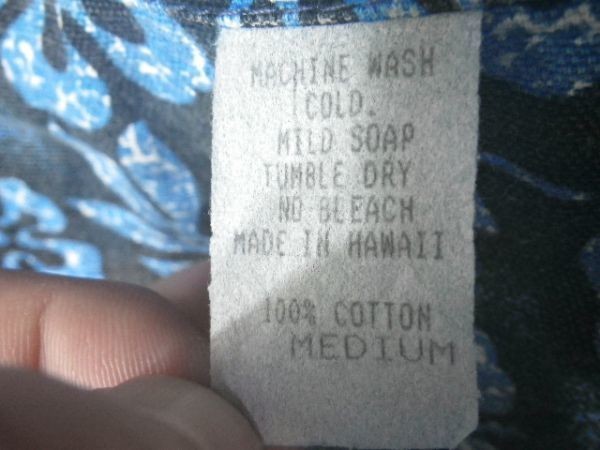 MACHINE WASH
COLD.
MILD SOAP
TUMBLE DRY
NO BLEACH
MADE IN HAWAII
100% COTTON
MEDIUM